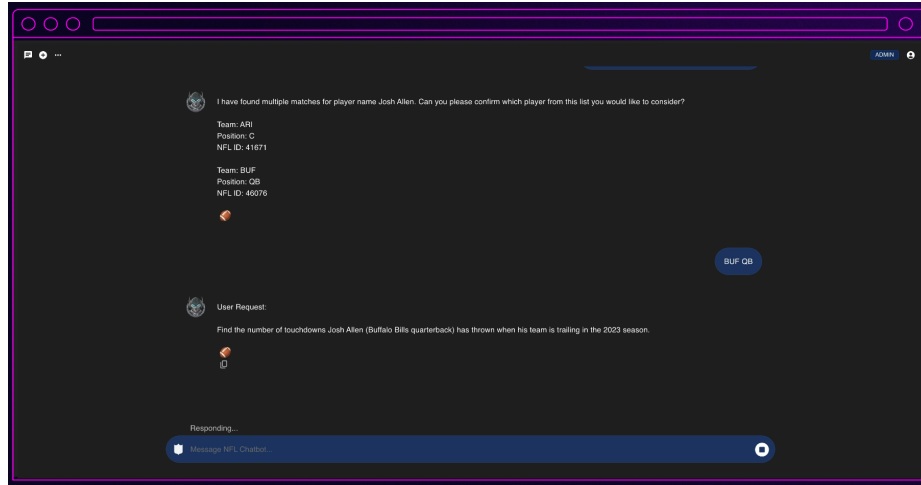 ADMIN
I have found multiple matches for player name Josh Allen. Can you please confirm which player from this list you would like to consider?
Team: ARI
Position: C
NFL ID: 41671
Team: BUF
Position: QB
NFL ID: 46076
BUF QB
User Request:
Find the number of touchdowns Josh Allen (Buffalo Bills quarterback) has thrown when his team is trailing in the 2023 season.
Responding...
Message NFL Chatbot...